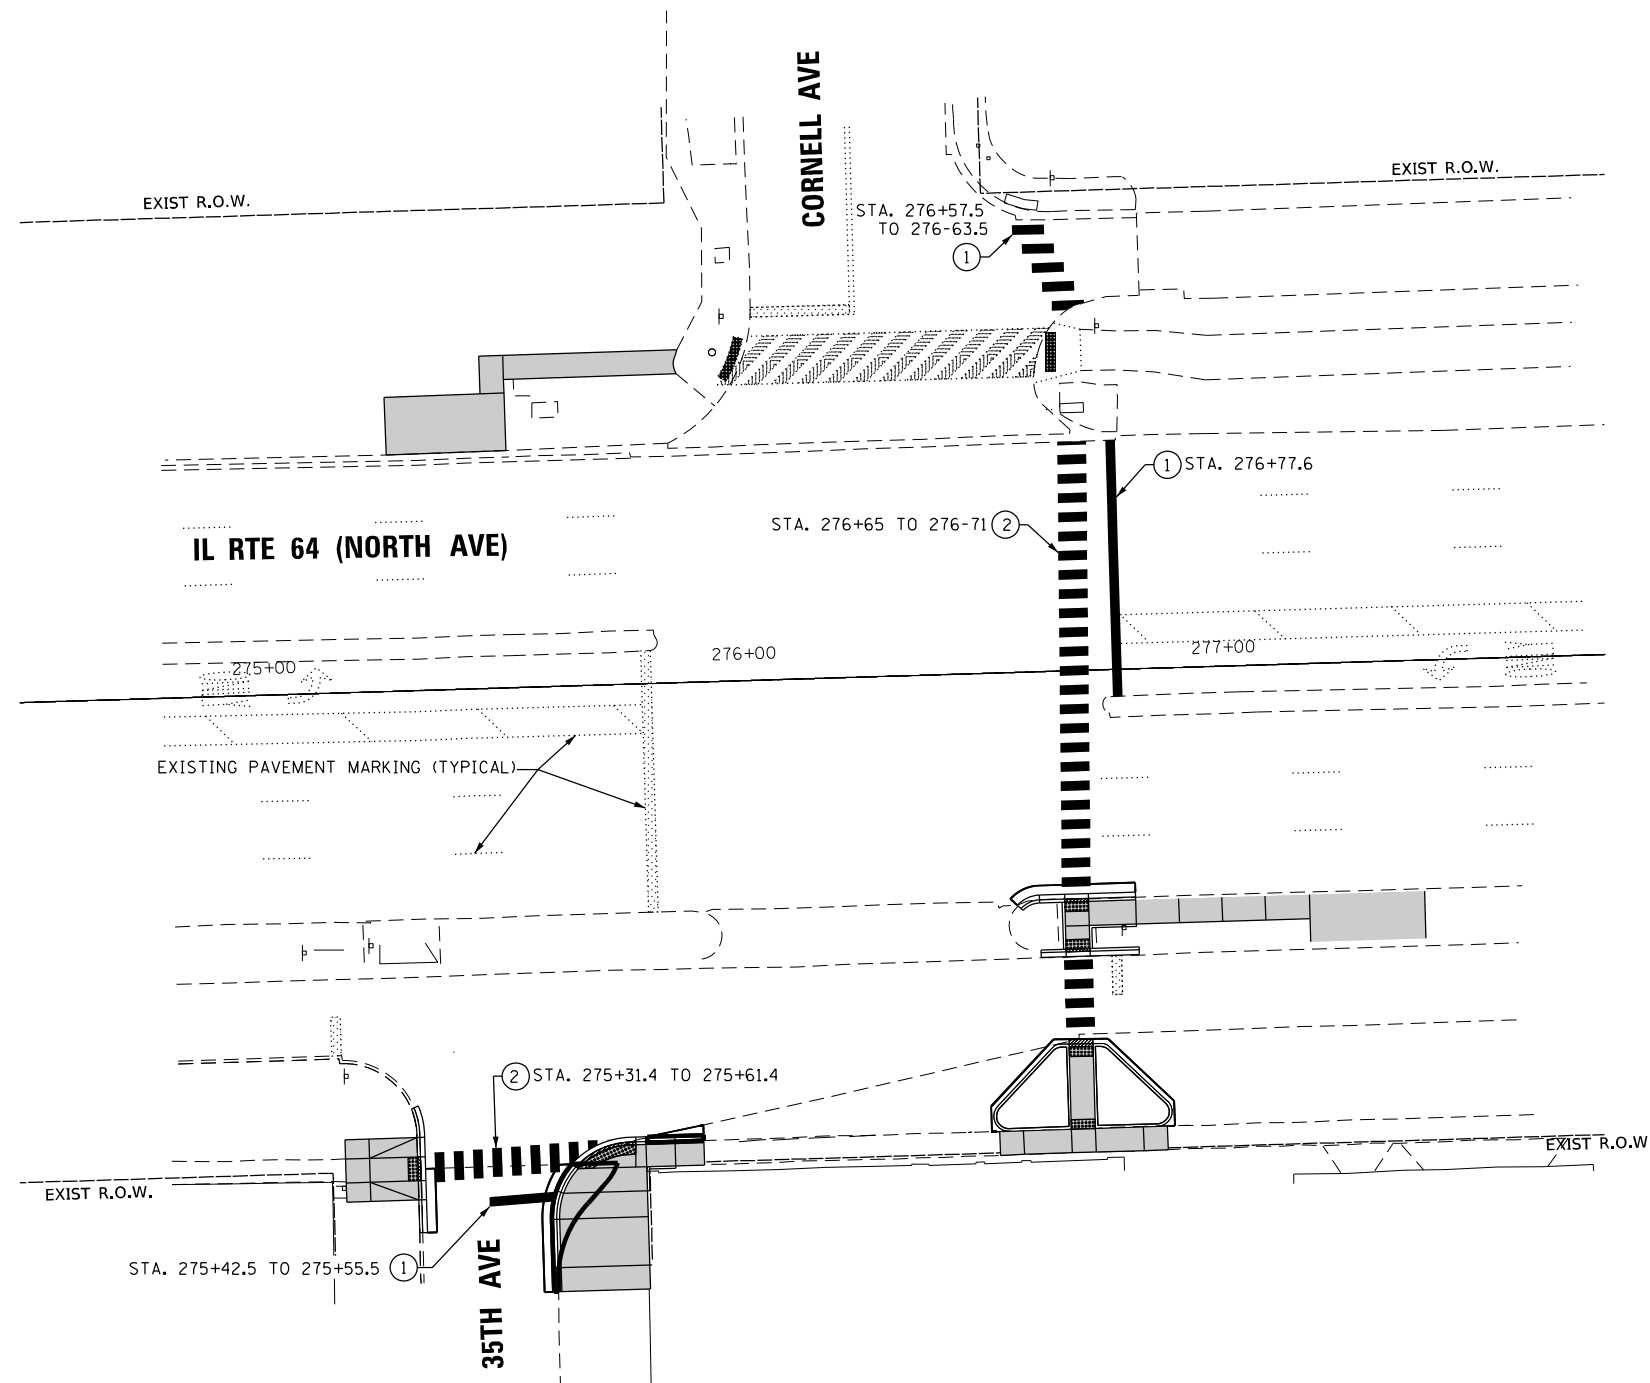 CORNELL AVE
EXIST R.O.W.
EXIST R.O.W.
STA. 276+57.5
TO 276-63.5
1
1 STA. 276+77.6
STA. 276+65 TO 276-71 2
IL RTE 64 (NORTH AVE)
275+00
276+00
277+00
EXISTING PAVEMENT MARKING (TYPICAL)
2 STA. 275+31.4 TO 275+61.4
EXIST R.O.W
EXIST R.O.W.
STA. 275+42.5 TO 275+55.5 1
35TH AVE